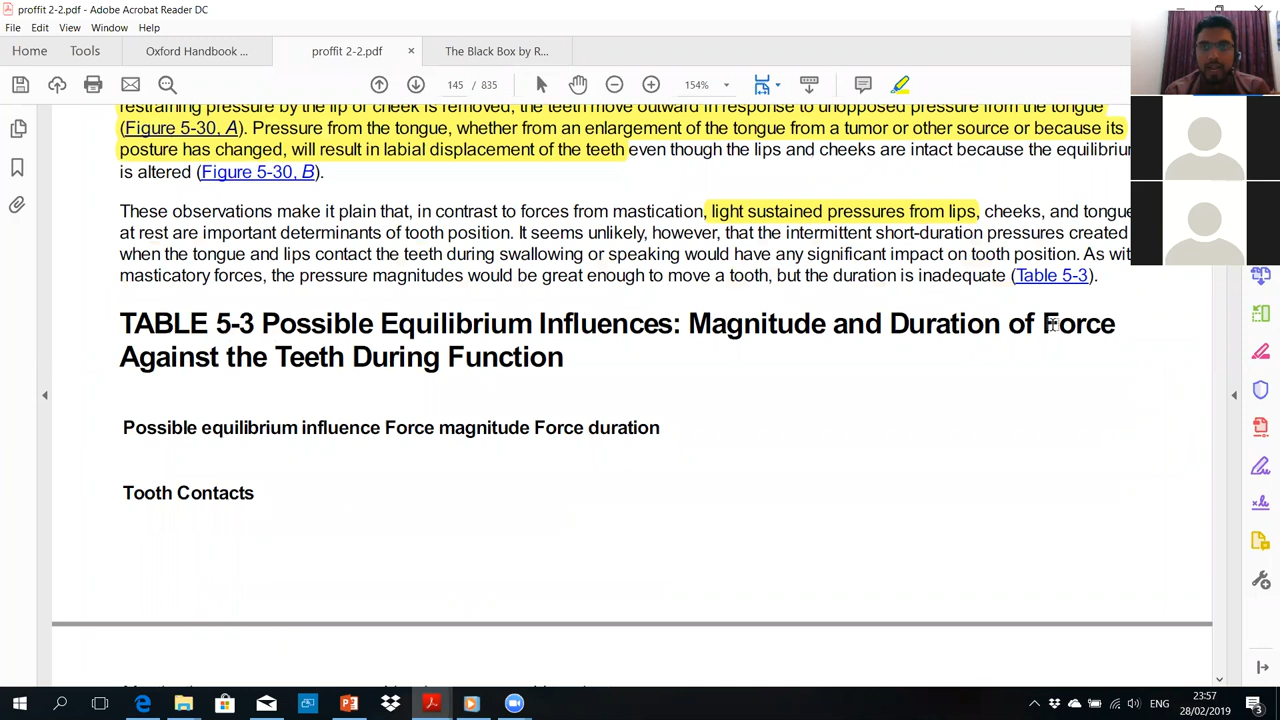 proffit 2-2.pdf - Adobe Acrobat Reader DC
File Edit View Window Help
Home Tools Oxford Handbook ... proffit 2-2.pdf × The Black Box by R...
145 / 835 154%
restraining pressure by the lip or cheek is removed, the teeth move outward in response to unopposed pressure from the tongue
(Figure 5-30, A). Pressure from the tongue, whether from an enlargement of the tongue from a tumor or other source or because its
posture has changed, will result in labial displacement of the teeth even though the lips and cheeks are intact because the equilibriu
is altered (Figure 5-30, B).
These observations make it plain that, in contrast to forces from mastication, light sustained pressures from lips, cheeks, and tongue
at rest are important determinants of tooth position. It seems unlikely, however, that the intermittent short-duration pressures created
when the tongue and lips contact the teeth during swallowing or speaking would have any significant impact on tooth position. As wit
masticatory forces, the pressure magnitudes would be great enough to move a tooth, but the duration is inadequate (Table 5-3).
TABLE 5-3 Possible Equilibrium Influences: Magnitude and Duration of Force
Against the Teeth During Function
Possible equilibrium influence Force magnitude Force duration
Tooth Contacts
ENG
23:57
28/02/2019
3